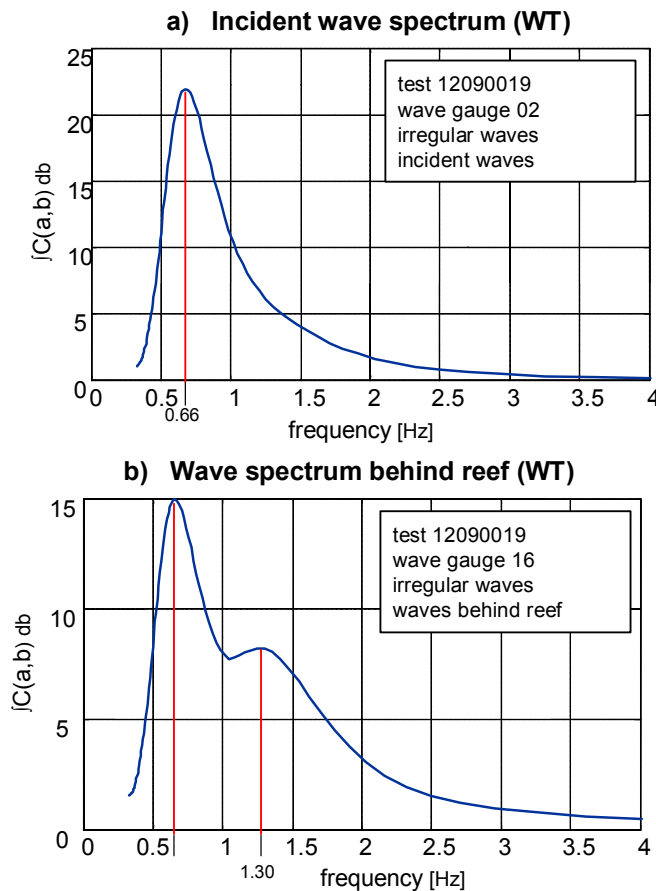 a) Incident wave spectrum (WT)
25
20
15
10
5
0
∫C(a,b) db
test 12090019
wave gauge 02
irregular waves
incident waves
0 0.5 1 1.5 2 2.5 3 3.5 4
0.66
frequency [Hz]
b) Wave spectrum behind reef (WT)
15
10
5
0
∫C(a,b) db
test 12090019
wave gauge 16
irregular waves
waves behind reef
0 0.5 1 1.5 2 2.5 3 3.5 4
1.30
frequency [Hz]